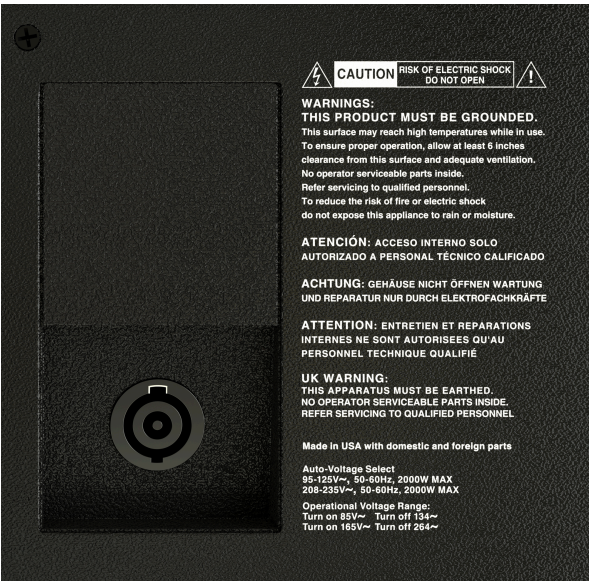 CAUTION RISK OF ELECTRIC SHOCK
DO NOT OPEN
WARNINGS:
THIS PRODUCT MUST BE GROUNDED.
This surface may reach high temperatures while in use.
To ensure proper operation, allow at least 6 inches
clearance from this surface and adequate ventilation.
No operator serviceable parts inside.
Refer servicing to qualified personnel.
To reduce the risk of fire or electric shock
do not expose this appliance to rain or moisture.
ATENCIÓN: ACCESO INTERNO SOLO
AUTORIZADO A PERSONAL TÉCNICO CALIFICADO
ACHTUNG: GEHÄUSE NICHT ÖFFNEN WARTUNG
UND REPARATUR NUR DURCH ELEKTROFACHKRÄFTE
ATTENTION: ENTRETIEN ET REPARATIONS
INTERNES NE SONT AUTORISEES QU'AU
PERSONNEL TECHNIQUE QUALIFIÉ
UK WARNING:
THIS APPARATUS MUST BE EARTHED.
NO OPERATOR SERVICEABLE PARTS INSIDE.
REFER SERVICING TO QUALIFIED PERSONNEL
Made in USA with domestic and foreign parts
Auto-Voltage Select
95-125V~, 50-60Hz, 2000W MAX
208-235V~, 50-60Hz, 2000W MAX
Operational Voltage Range:
Turn on 85V~ Turn off 134~
Turn on 165V~ Turn off 264~